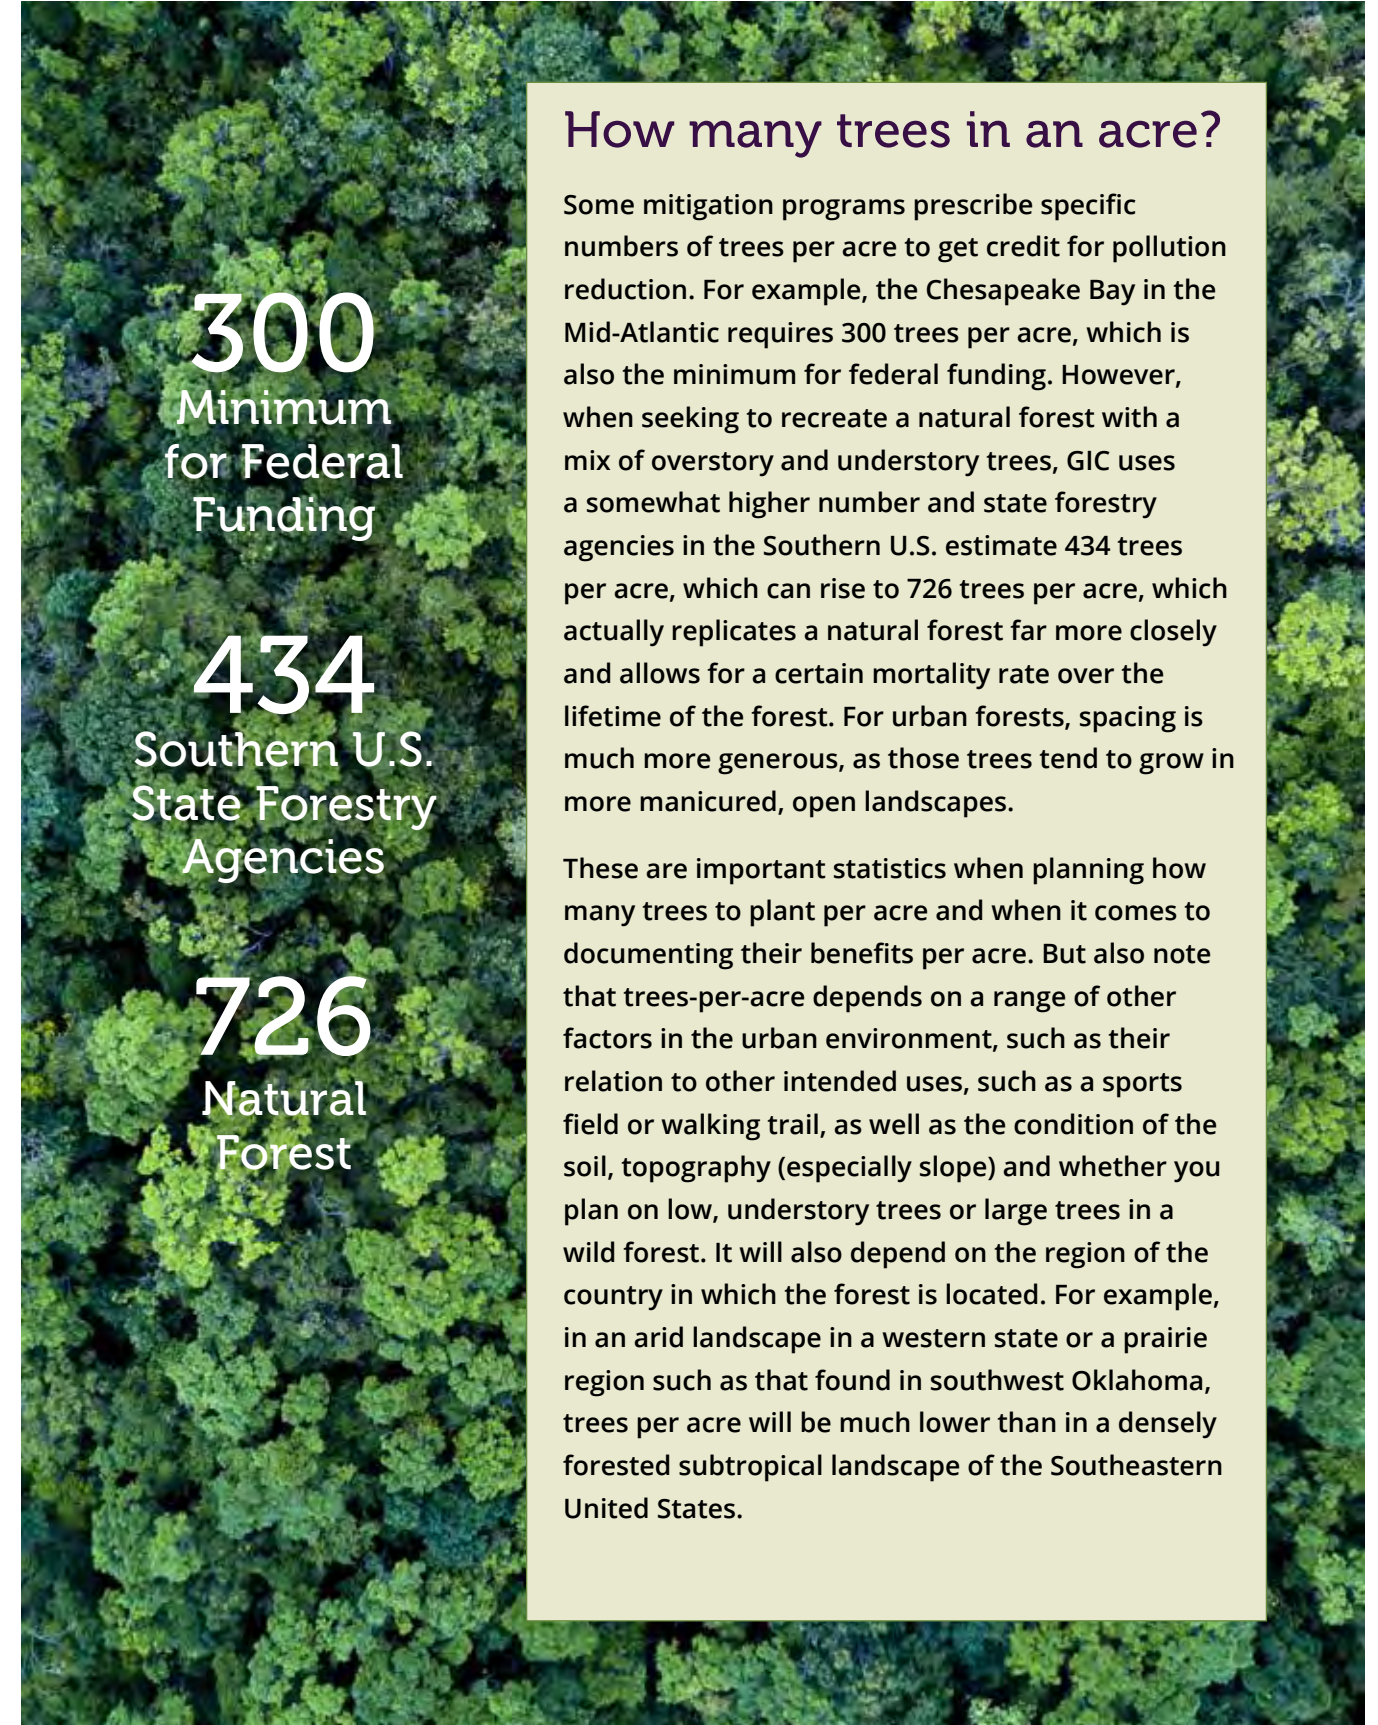 300
Minimum
for Federal
Funding
434
Southern U.S.
State Forestry
Agencies
726
Natural
Forest
How many trees in an acre?
Some mitigation programs prescribe specific
numbers of trees per acre to get credit for pollution
reduction. For example, the Chesapeake Bay in the
Mid-Atlantic requires 300 trees per acre, which is
also the minimum for federal funding. However,
when seeking to recreate a natural forest with a
mix of overstory and understory trees, GIC uses
a somewhat higher number and state forestry
agencies in the Southern U.S. estimate 434 trees
per acre, which can rise to 726 trees per acre, which
actually replicates a natural forest far more closely
and allows for a certain mortality rate over the
lifetime of the forest. For urban forests, spacing is
much more generous, as those trees tend to grow in
more manicured, open landscapes.
These are important statistics when planning how
many trees to plant per acre and when it comes to
documenting their benefits per acre. But also note
that trees-per-acre depends on a range of other
factors in the urban environment, such as their
relation to other intended uses, such as a sports
field or walking trail, as well as the condition of the
soil, topography (especially slope) and whether you
plan on low, understory trees or large trees in a
wild forest. It will also depend on the region of the
country in which the forest is located. For example,
in an arid landscape in a western state or a prairie
region such as that found in southwest Oklahoma,
trees per acre will be much lower than in a densely
forested subtropical landscape of the Southeastern
United States.